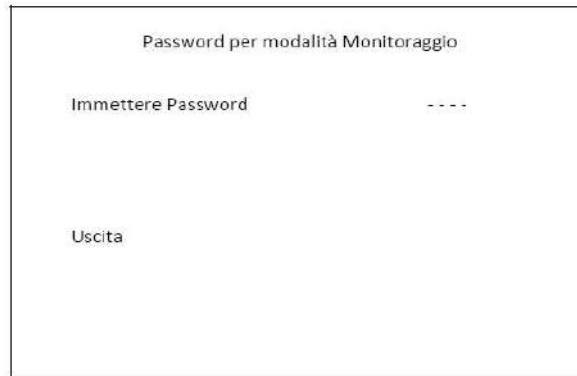 Password per modalità Monitoraggio
Immettere Password - - - -
Uscita